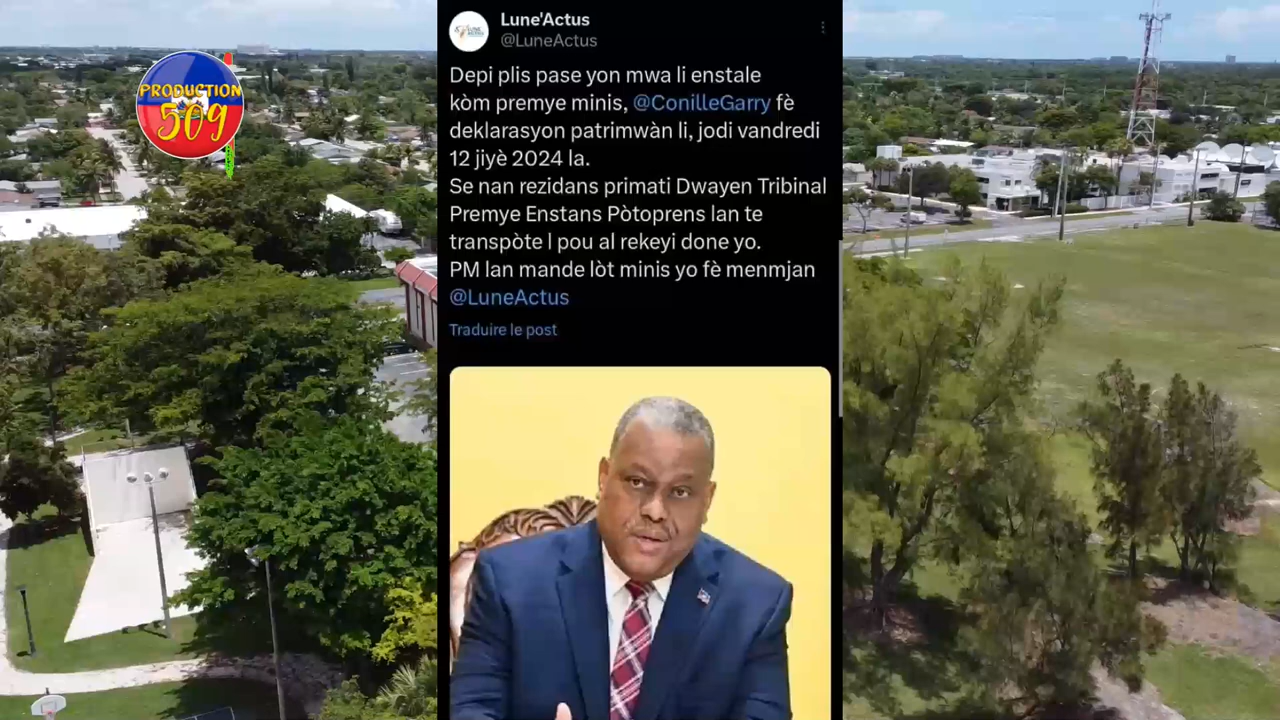 PRODUCTION
509
Lune'Actus
@LuneActus
Depi plis pase yon mwa li enstale
kòm premye minis, @ConilleGarry fè
deklarasyon patrimwàn li, jodi vandredi
12 jiyè 2024 la.
Se nan rezidans primati Dwayen Tribinal
Premye Enstans Pòtoprens lan te
transpòte l pou al rekeyi done yo.
PM lan mande lòt minis yo fè menmjan
@LuneActus
Traduire le post